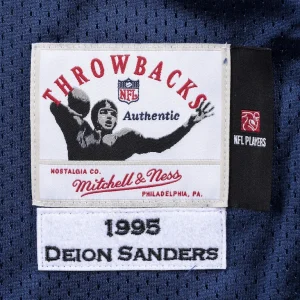 THROWBACKS
NFL
Authentic
NOSTALGIA CO.
Mitchell & Ness
PHILADELPHIA, PA.
NFL PLAYERS
1995
DEION SANDERS